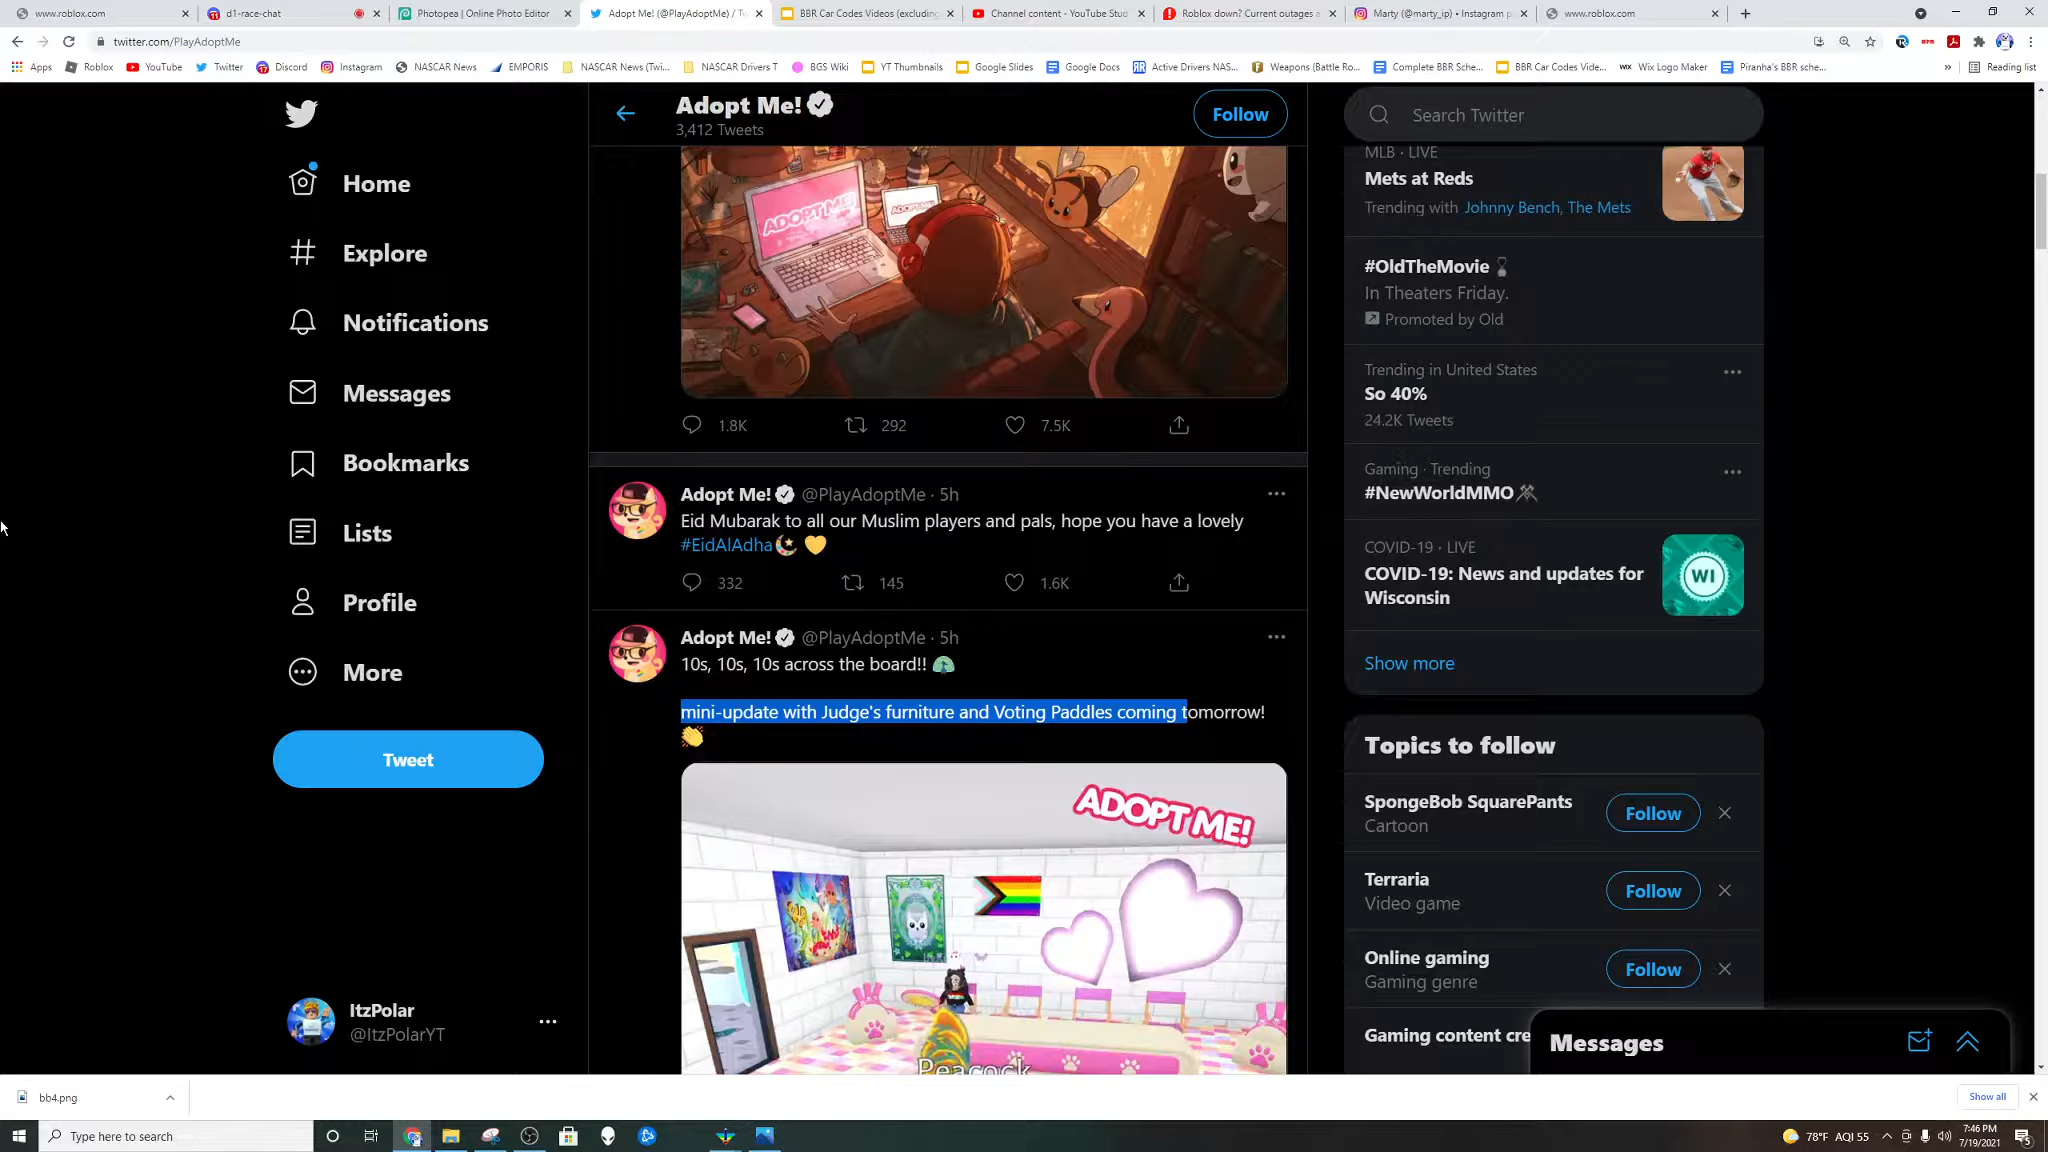 www.roblox.com
d1-race-chat
Photopea | Online Photo Editor
Adopt Me! (@PlayAdoptMe) / Tw
BBR Car Codes Videos (excluding
Channel content - YouTube Stud
Roblox down? Current outages a
Marty (@marty_ip) • Instagram p
www.roblox.com
twitter.com/PlayAdoptMe
Apps
Roblox
YouTube
Twitter
Discord
Instagram
NASCAR News
EMPORIS
NASCAR News (Twi...
NASCAR Drivers T
BGS Wiki
YT Thumbnails
Google Slides
Google Docs
Active Drivers NAS...
Weapons (Battle Ro...
Complete BBR Sche...
BBR Car Codes Vide...
WIX Wix Logo Maker
Piranha's BBR sche...
»
Reading list
Home
Explore
Notifications
Messages
Bookmarks
Lists
Profile
More
Tweet
ItzPolar
@ItzPolarYT
Adopt Me!
3,412 Tweets
Follow
ADOPT ME!
ADOPT ME!
1.8K 292 7.5K
Adopt Me! @PlayAdoptMe · 5h
Eid Mubarak to all our Muslim players and pals, hope you have a lovely
#EidAlAdha
332 145 1.6K
Adopt Me! @PlayAdoptMe · 5h
10s, 10s, 10s across the board!!
mini-update with Judge's furniture and Voting Paddles coming tomorrow!
ADOPT ME!
Peacock
Search Twitter
MLB · LIVE
Mets at Reds
Trending with Johnny Bench, The Mets
#OldTheMovie
In Theaters Friday.
Promoted by Old
Trending in United States
So 40%
24.2K Tweets
Gaming · Trending
#NewWorldMMO
COVID-19 · LIVE
COVID-19: News and updates for
Wisconsin
WI
Show more
Topics to follow
SpongeBob SquarePants
Cartoon
Follow
Terraria
Video game
Follow
Online gaming
Gaming genre
Follow
Gaming content cre
Messages
bb4.png
Show all
Type here to search
78°F AQI 55
7:46 PM
7/19/2021
5